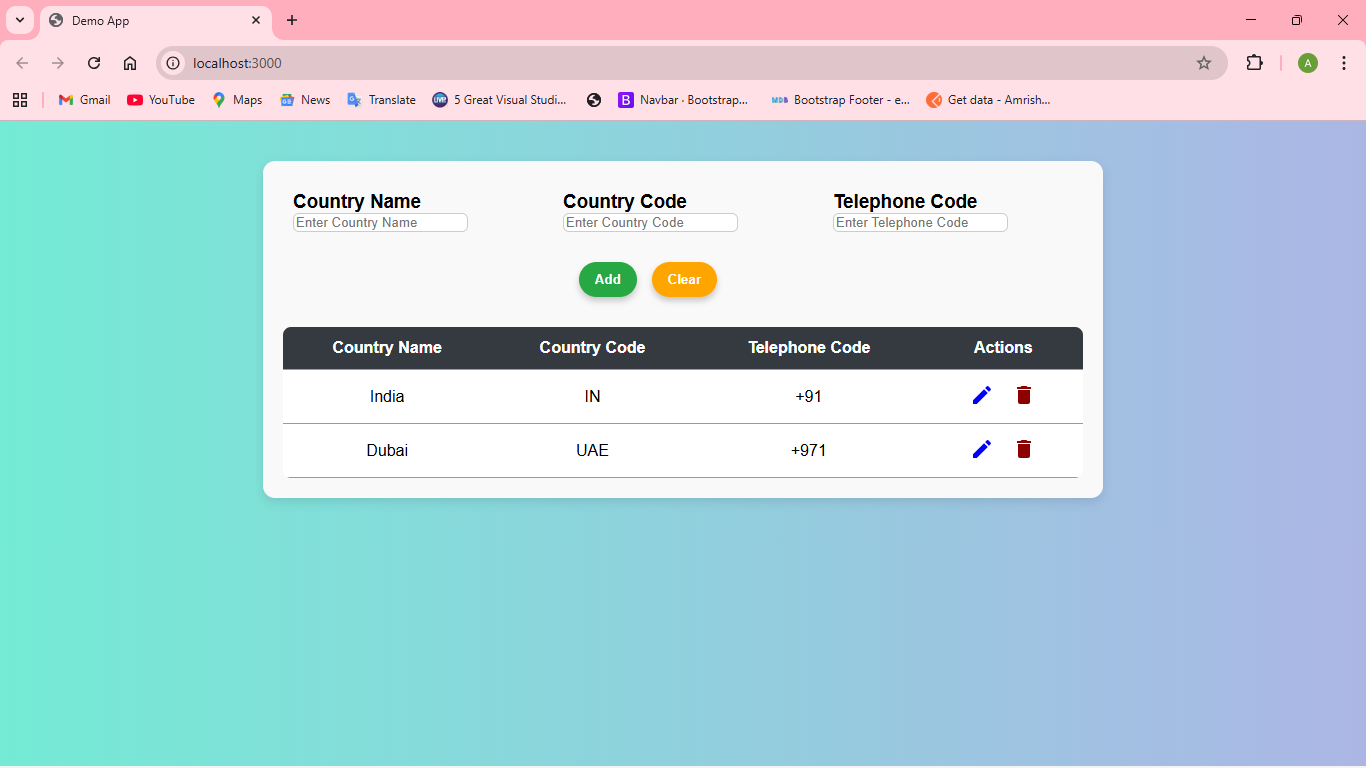 Demo App
localhost:3000
A
Gmail YouTube Maps News Translate LIVE! 5 Great Visual Studi... B Navbar · Bootstrap... MDB Bootstrap Footer - e... Get data - Amrish...
Country Name Country Code Telephone Code
Enter Country Name Enter Country Code Enter Telephone Code
Add Clear
Country Name Country Code Telephone Code Actions
India IN +91
Dubai UAE +971